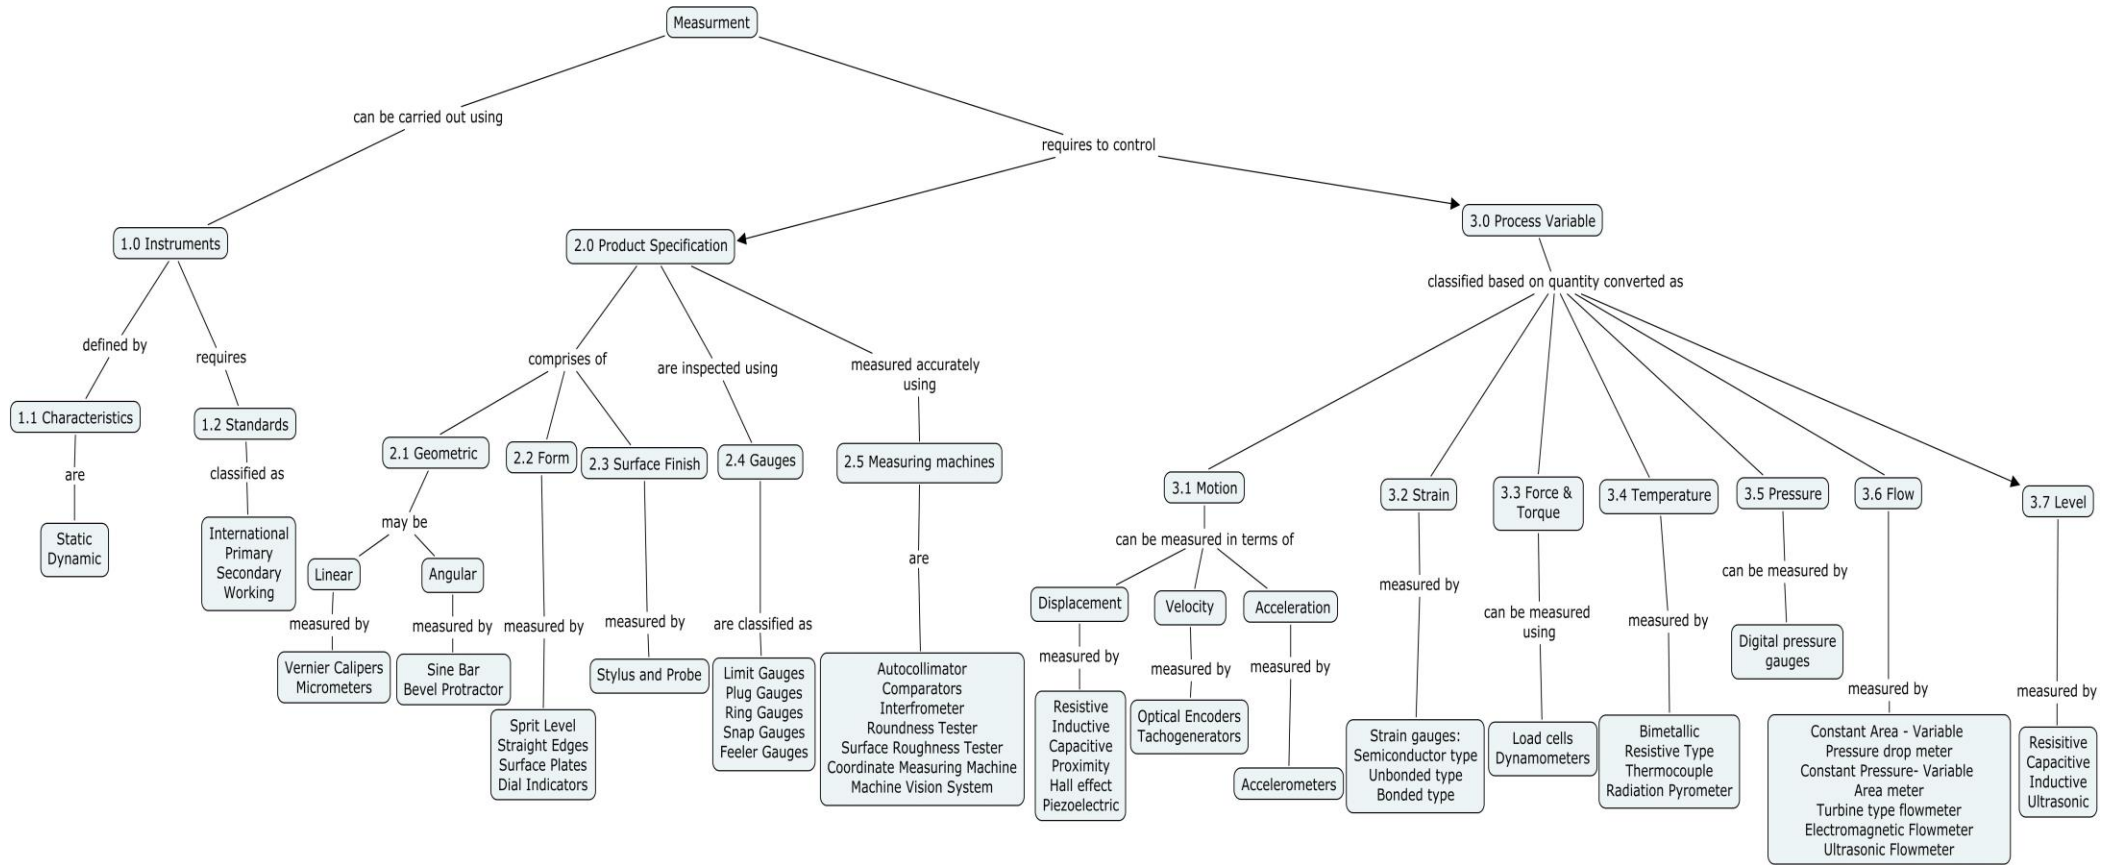 Measurment
can be carried out using
requires to control
1.0 Instruments
2.0 Product Specification
3.0 Process Variable
classified based on quantity converted as
defined by
requires
comprises of
are inspected using
measured accurately
using
1.1 Characteristics
1.2 Standards
2.1 Geometric
2.2 Form
2.3 Surface Finish
2.4 Gauges
2.5 Measuring machines
3.1 Motion
3.2 Strain
3.3 Force &
Torque
3.4 Temperature
3.5 Pressure
3.6 Flow
3.7 Level
are
classified as
may be
are
can be measured in terms of
Static
Dynamic
International
Primary
Secondary
Working
Linear
Angular
Displacement
Velocity
Acceleration
measured by
can be measured
using
measured by
can be measured by
measured by
measured by
measured by
measured by
measured by
are classified as
measured by
measured by
measured by
measured by
measured by
Vernier Calipers
Micrometers
Sine Bar
Bevel Protractor
Sprit Level
Straight Edges
Surface Plates
Dial Indicators
Stylus and Probe
Limit Gauges
Plug Gauges
Ring Gauges
Snap Gauges
Feeler Gauges
Autocollimator
Comparators
Interfrometer
Roundness Tester
Surface Roughness Tester
Coordinate Measuring Machine
Machine Vision System
Resistive
Inductive
Capacitive
Proximity
Hall effect
Piezoelectric
Optical Encoders
Tachogenerators
Accelerometers
Strain gauges:
Semiconductor type
Unbonded type
Bonded type
Load cells
Dynamometers
Bimetallic
Resistive Type
Thermocouple
Radiation Pyrometer
Digital pressure
gauges
Constant Area - Variable
Pressure drop meter
Constant Pressure- Variable
Area meter
Turbine type flowmeter
Electromagnetic Flowmeter
Ultrasonic Flowmeter
Resisitive
Capacitive
Inductive
Ultrasonic